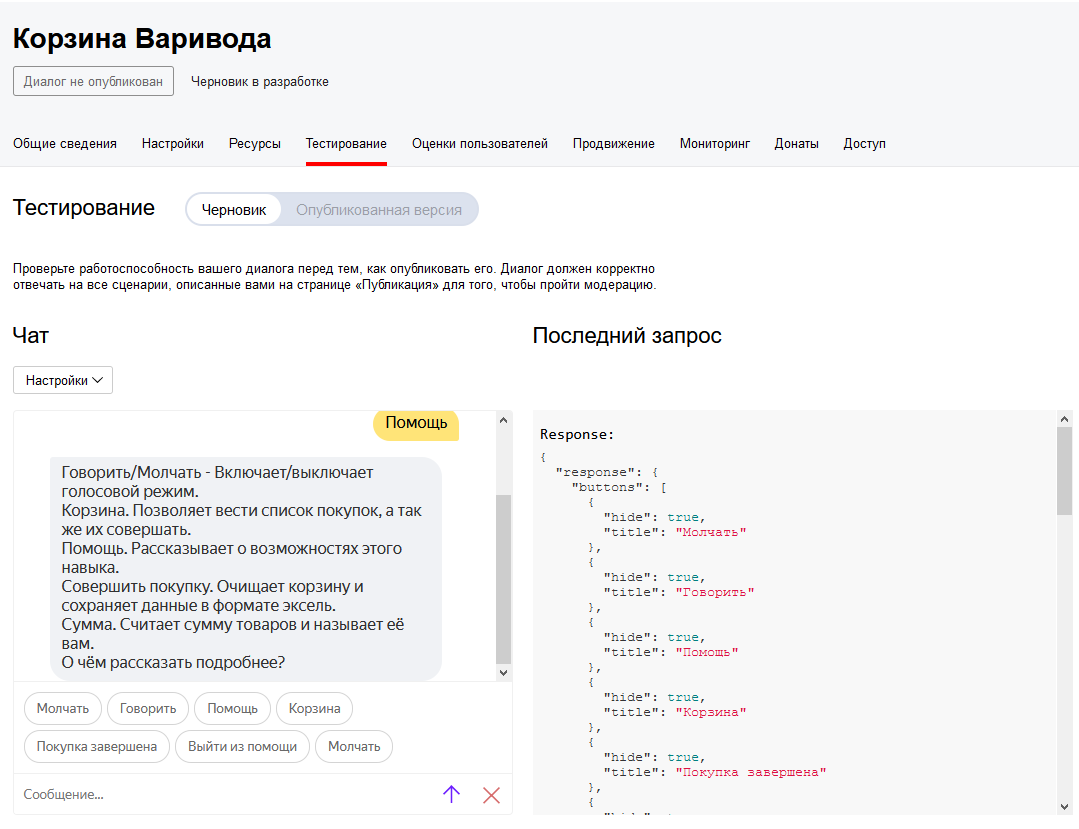 Корзина Варивода
Диалог не опубликован
Черновик в разработке
Общие сведения
Настройки
Ресурсы
Тестирование
Оценки пользователей
Продвижение
Мониторинг
Донаты
Доступ
Тестирование
Черновик
Опубликованная версия
Проверьте работоспособность вашего диалога перед тем, как опубликовать его. Диалог должен корректно
отвечать на все сценарии, описанные вами на странице «Публикация» для того, чтобы пройти модерацию.
Чат
Настройки
Помощь
Говорить/Молчать - Включает/выключает
голосовой режим.
Корзина. Позволяет вести список покупок, а так
же их совершать.
Помощь. Рассказывает о возможностях этого
навыка.
Совершить покупку. Очищает корзину и
сохраняет данные в формате эксель.
Сумма. Считает сумму товаров и называет её
вам.
О чём рассказать подробнее?
Молчать
Говорить
Помощь
Корзина
Покупка завершена
Выйти из помощи
Молчать
Сообщение...
Последний запрос
Response:
{
"response": {
"buttons": [
{
"hide": true,
"title": "Молчать"
},
{
"hide": true,
"title": "Говорить"
},
{
"hide": true,
"title": "Помощь"
},
{
"hide": true,
"title": "Корзина"
},
{
"hide": true,
"title": "Покупка завершена"
},
{